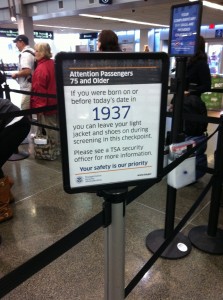 Attention Passengers
75 and Older
If you were born on or
before today's date in
1937
you can leave your light
jacket and shoes on during
screening in this checkpoint.
Please see a TSA security
officer for more information.
Your safety is our priority